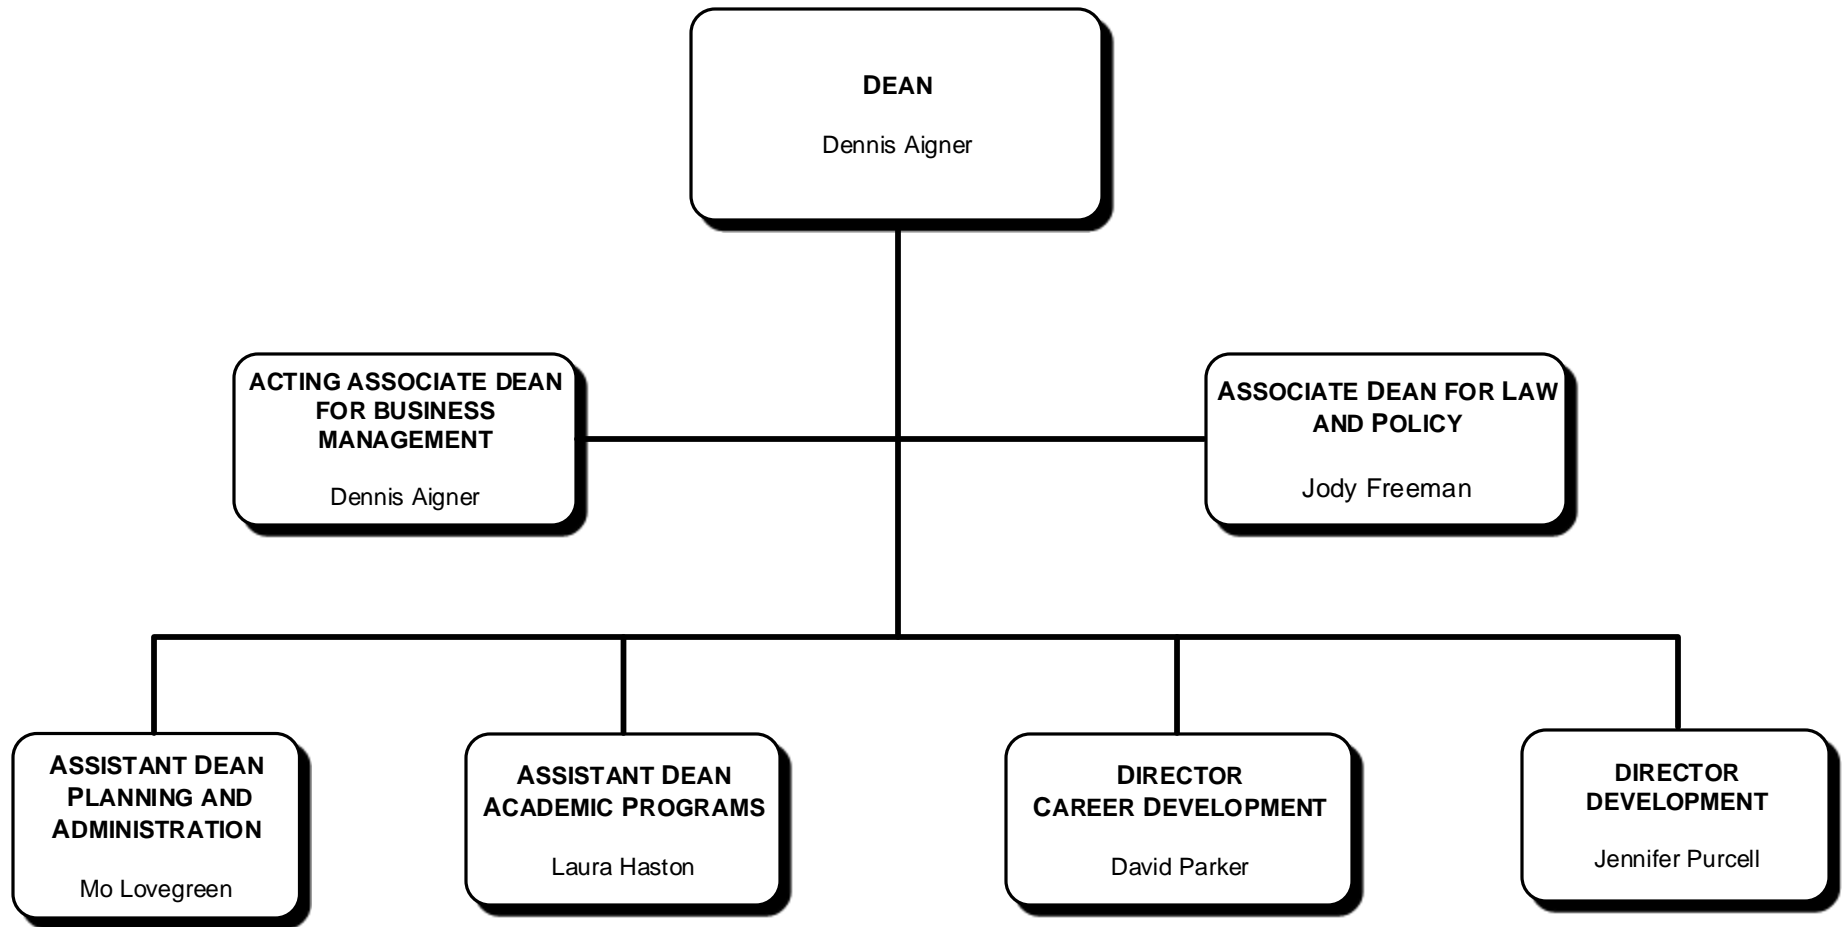 DEAN
Dennis Aigner
ACTING ASSOCIATE DEAN
FOR BUSINESS
MANAGEMENT
Dennis Aigner
ASSOCIATE DEAN FOR LAW
AND POLICY
Jody Freeman
ASSISTANT DEAN
PLANNING AND
ADMINISTRATION
Mo Lovegreen
ASSISTANT DEAN
ACADEMIC PROGRAMS
Laura Haston
DIRECTOR
CAREER DEVELOPMENT
David Parker
DIRECTOR
DEVELOPMENT
Jennifer Purcell